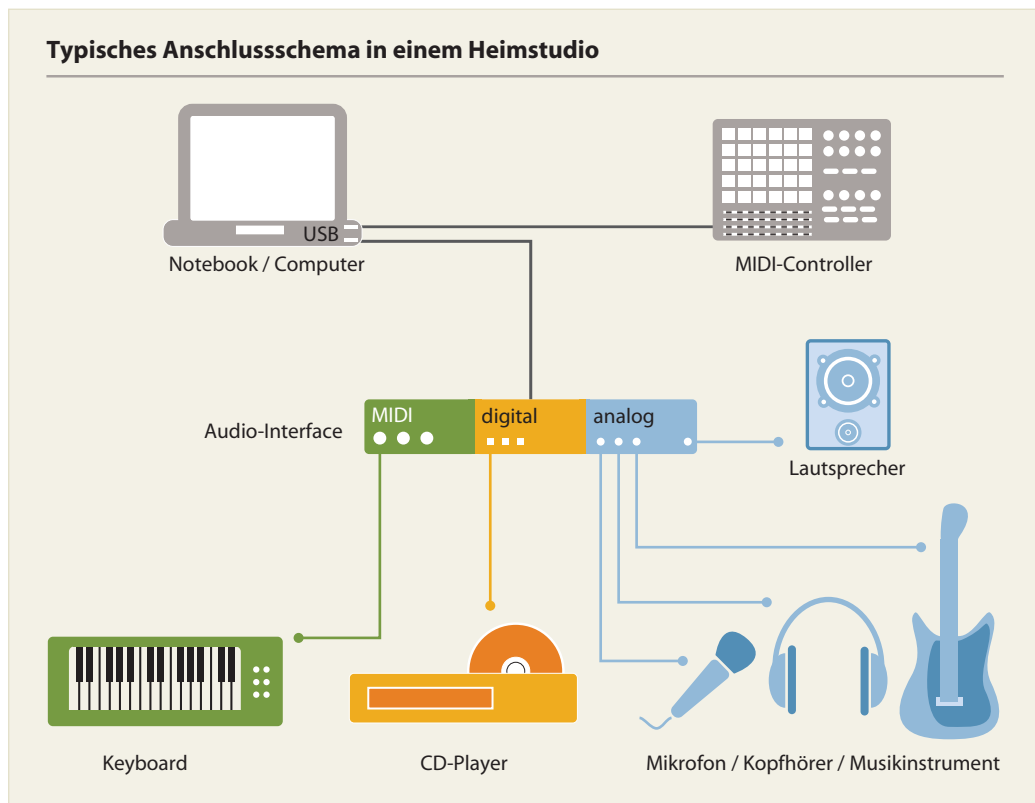 Typisches Anschlussschema in einem Heimstudio
USB
Notebook / Computer
MIDI-Controller
Audio-Interface
MIDI
digital
analog
Lautsprecher
Keyboard
CD-Player
Mikrofon / Kopfhörer / Musikinstrument